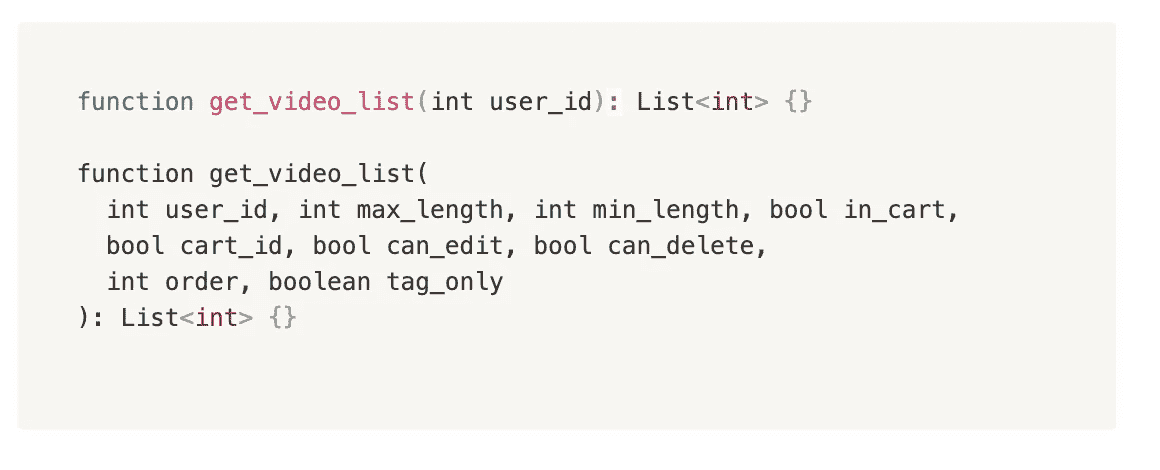 function get_video_list(int user_id): List<int> {}
function get_video_list(
int user_id, int max_length, int min_length, bool in_cart,
bool cart_id, bool can_edit, bool can_delete,
int order, boolean tag_only
): List<int> {}